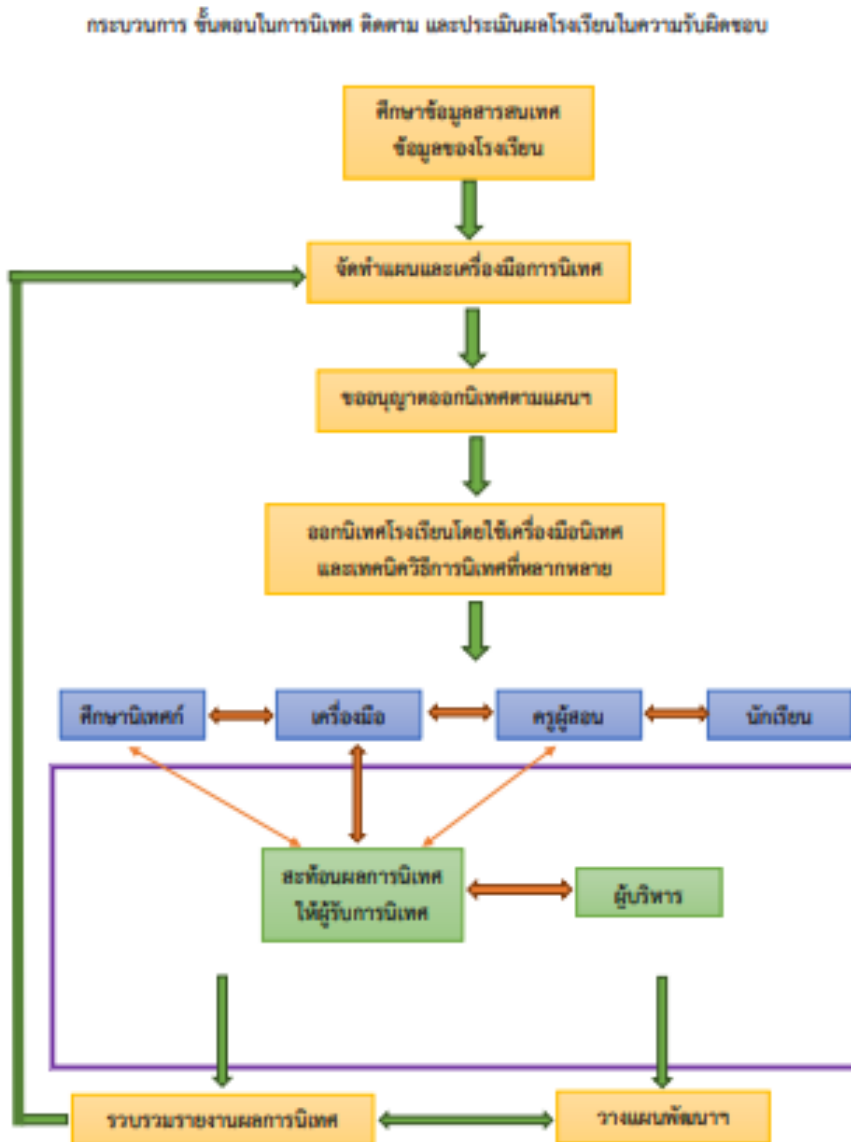 กระบวนการ ขั้นตอนในการนิเทศ ติดตาม และประเมินผลโรงเรียนในความรับผิดชอบ
ศึกษาข้อมูลสารสนเทศ
ข้อมูลของโรงเรียน
จัดทำแผนและเครื่องมือการนิเทศ
ขออนุญาตออกนิเทศตามแผนฯ
ออกนิเทศโรงเรียนโดยใช้เครื่องมือนิเทศ
และเทคนิควิธีการนิเทศที่หลากหลาย
ศึกษานิเทศก์
เครื่องมือ
ครูผู้สอน
นักเรียน
สะท้อนผลการนิเทศ
ให้ผู้รับการนิเทศ
ผู้บริหาร
รวบรวมรายงานผลการนิเทศ
วางแผนพัฒนาฯ